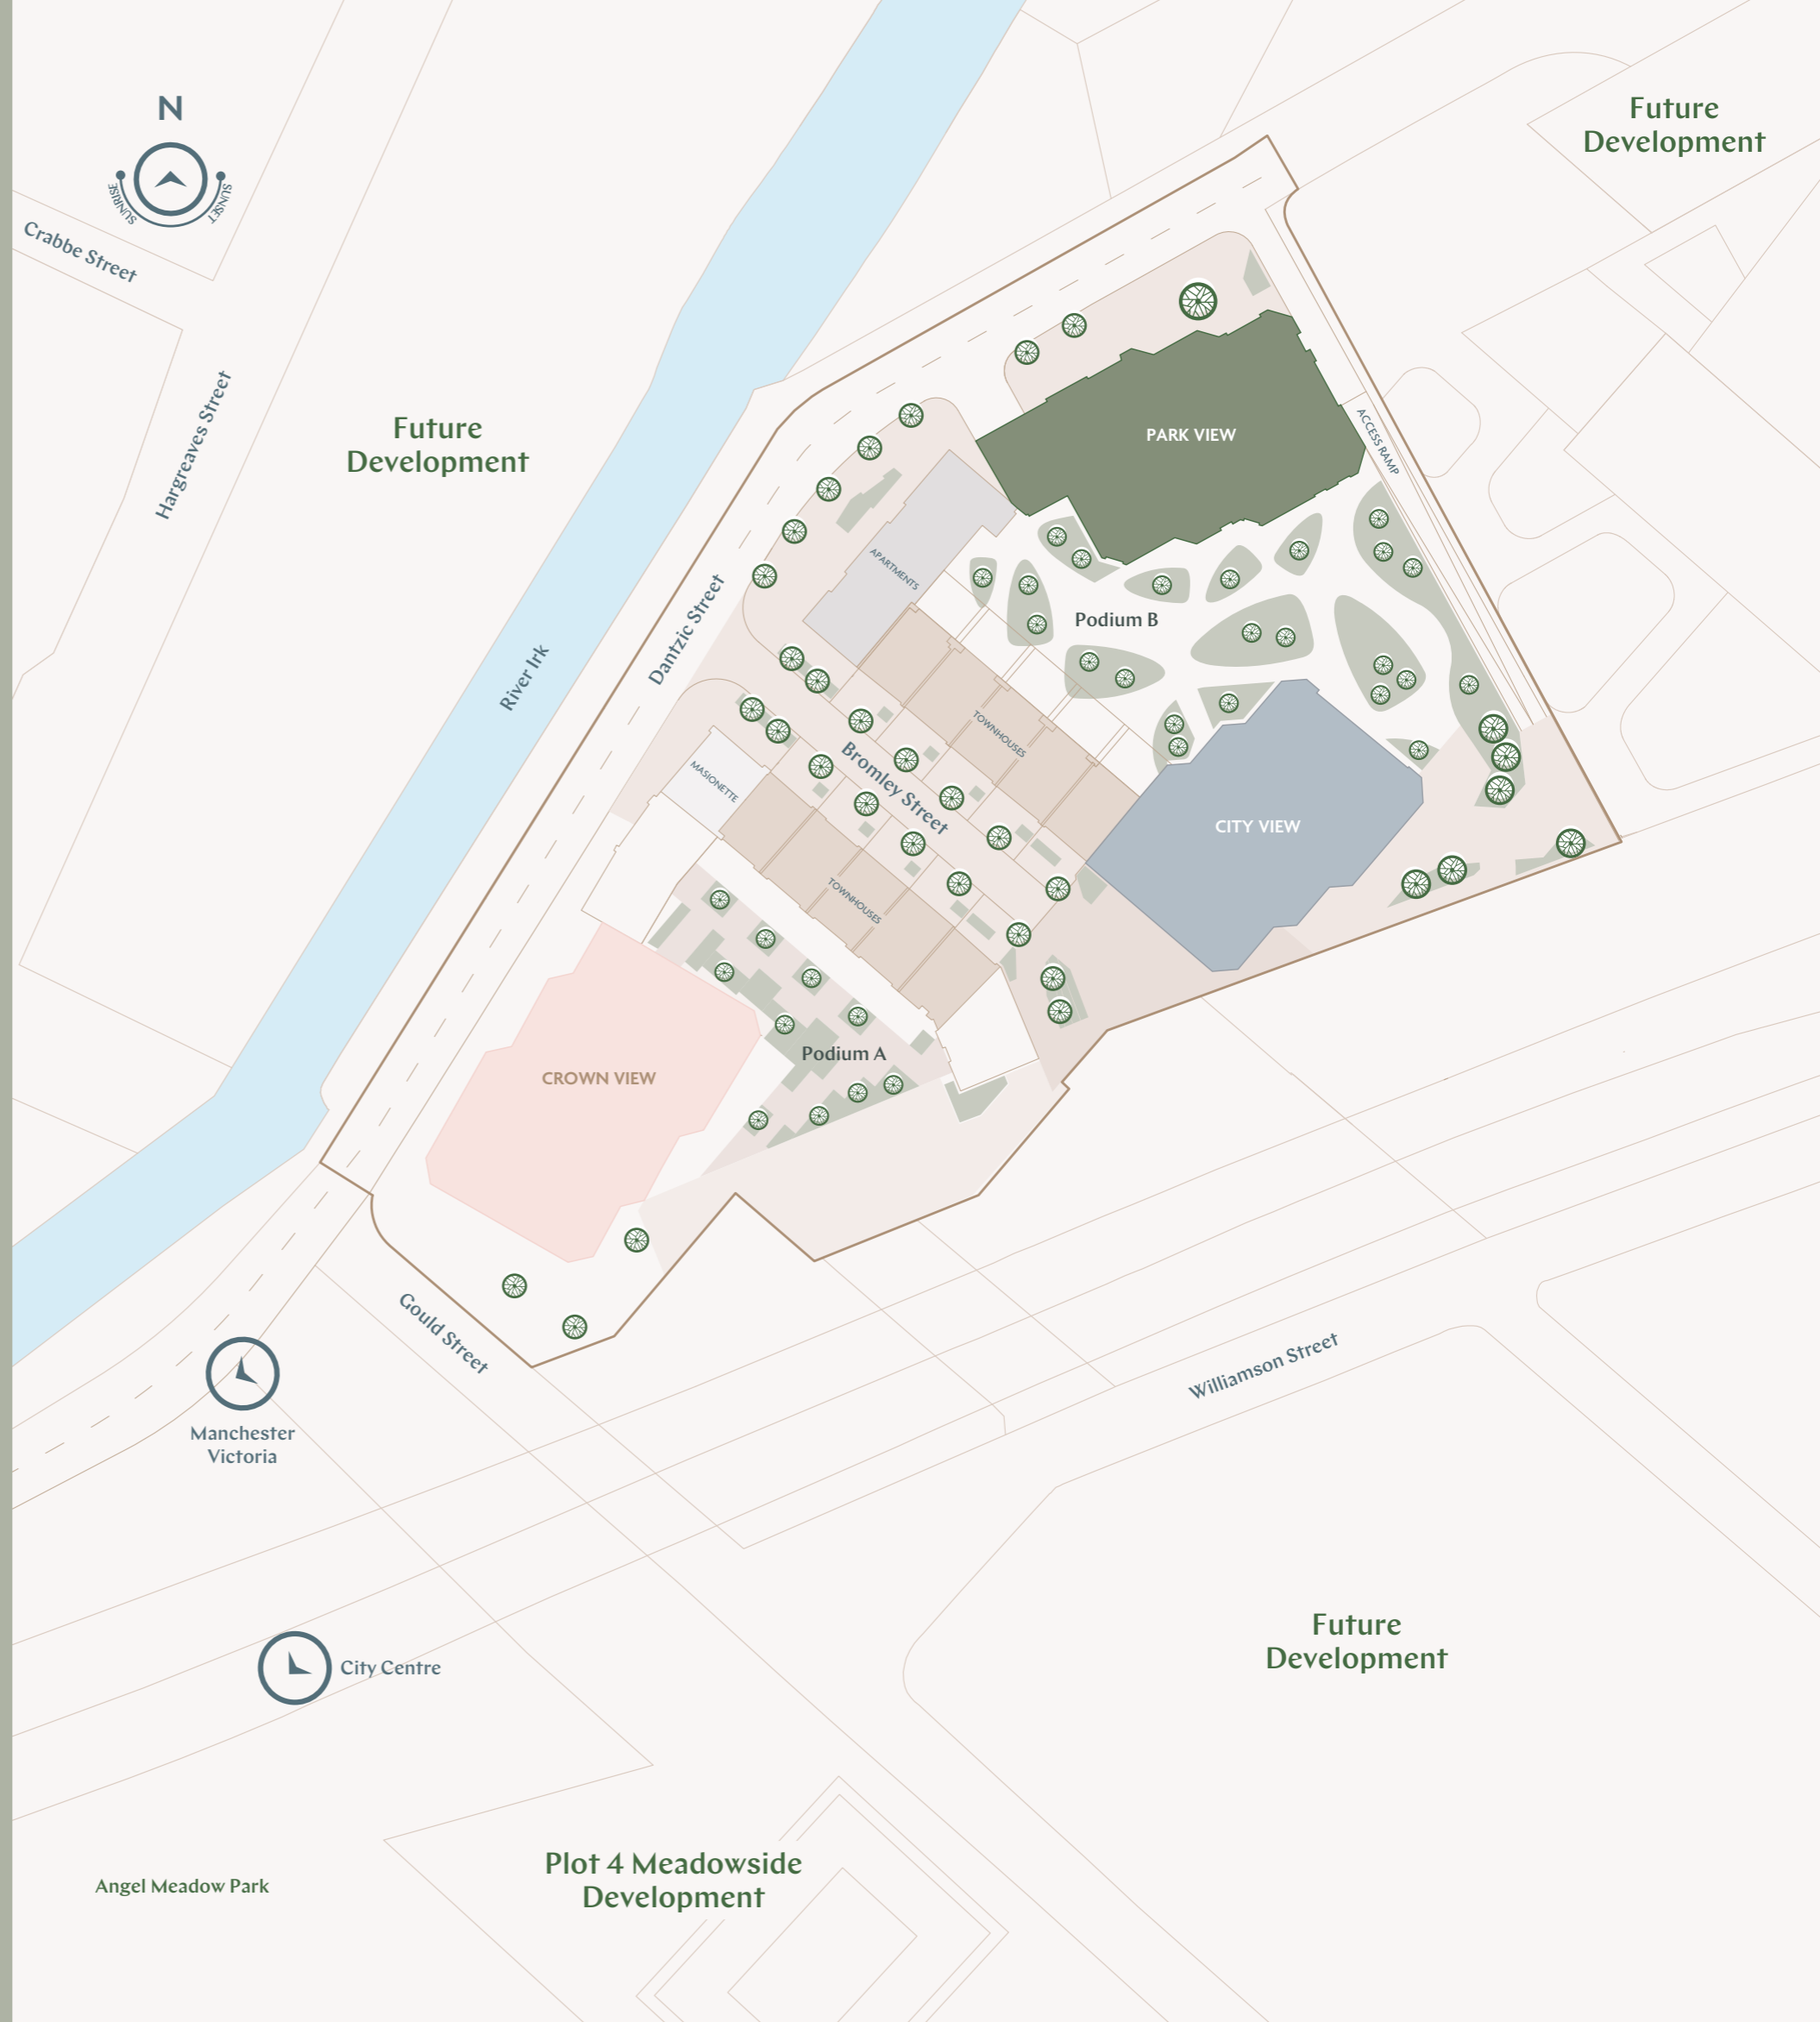 N
SUNRISE
SUNSET
Future
Development
Crabbe Street
Hargreaves Street
Future
Development
PARK VIEW
ACCESS RAMP
APARTMENTS
Dantzic Street
River Irk
Podium B
TOWNHOUSES
Bromley Street
MASIONETTE
CITY VIEW
TOWNHOUSES
Podium A
CROWN VIEW
Gould Street
Williamson Street
Manchester
Victoria
City Centre
Future
Development
Plot 4 Meadowside
Development
Angel Meadow Park